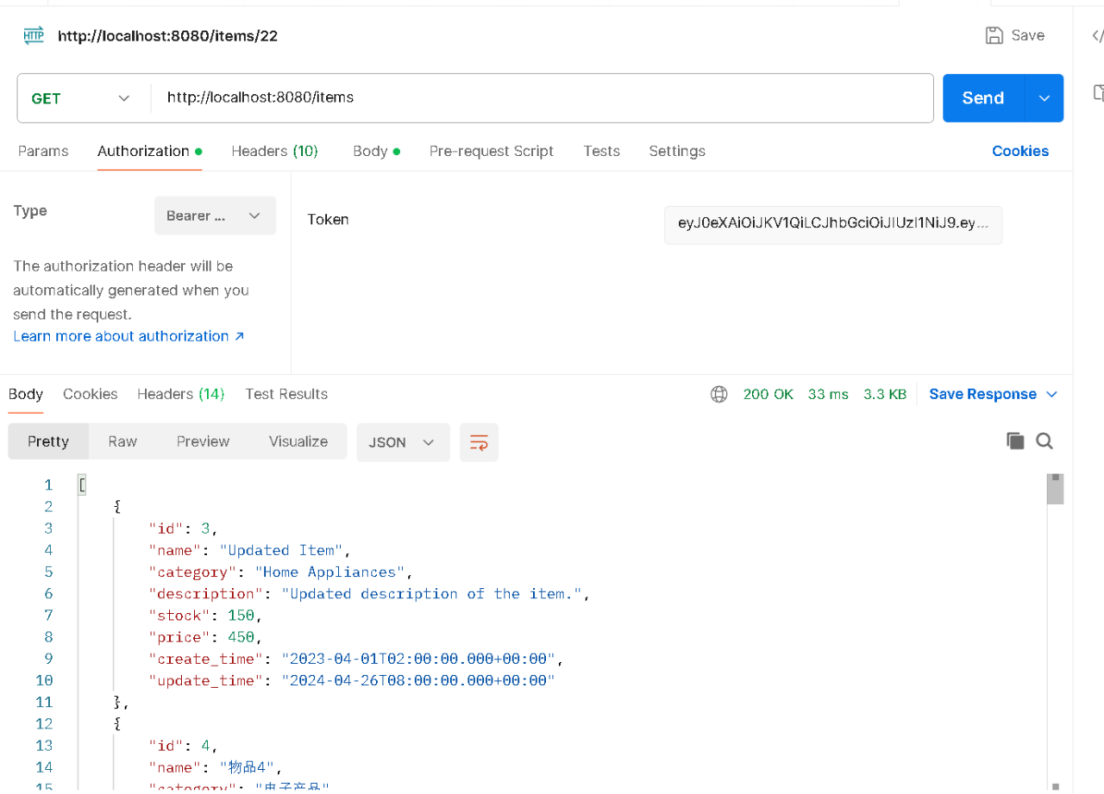 HTTP http://localhost:8080/items/22 Save
GET http://localhost:8080/items Send
Params Authorization Headers (10) Body Pre-request Script Tests Settings Cookies
Type Bearer ... Token eyJ0eXAiOiJKV1QiLCJhbGciOiJIUzI1NiJ9.ey...
The authorization header will be
automatically generated when you
send the request.
Learn more about authorization ↗
Body Cookies Headers (14) Test Results 200 OK 33 ms 3.3 KB Save Response
Pretty Raw Preview Visualize JSON
1 [
2 {
3 "id": 3,
4 "name": "Updated Item",
5 "category": "Home Appliances",
6 "description": "Updated description of the item.",
7 "stock": 150,
8 "price": 450,
9 "create_time": "2023-04-01T02:00:00.000+00:00",
10 "update_time": "2024-04-26T08:00:00.000+00:00"
11 },
12 {
13 "id": 4,
14 "name": "物品4",
15 "category": "电子产品"